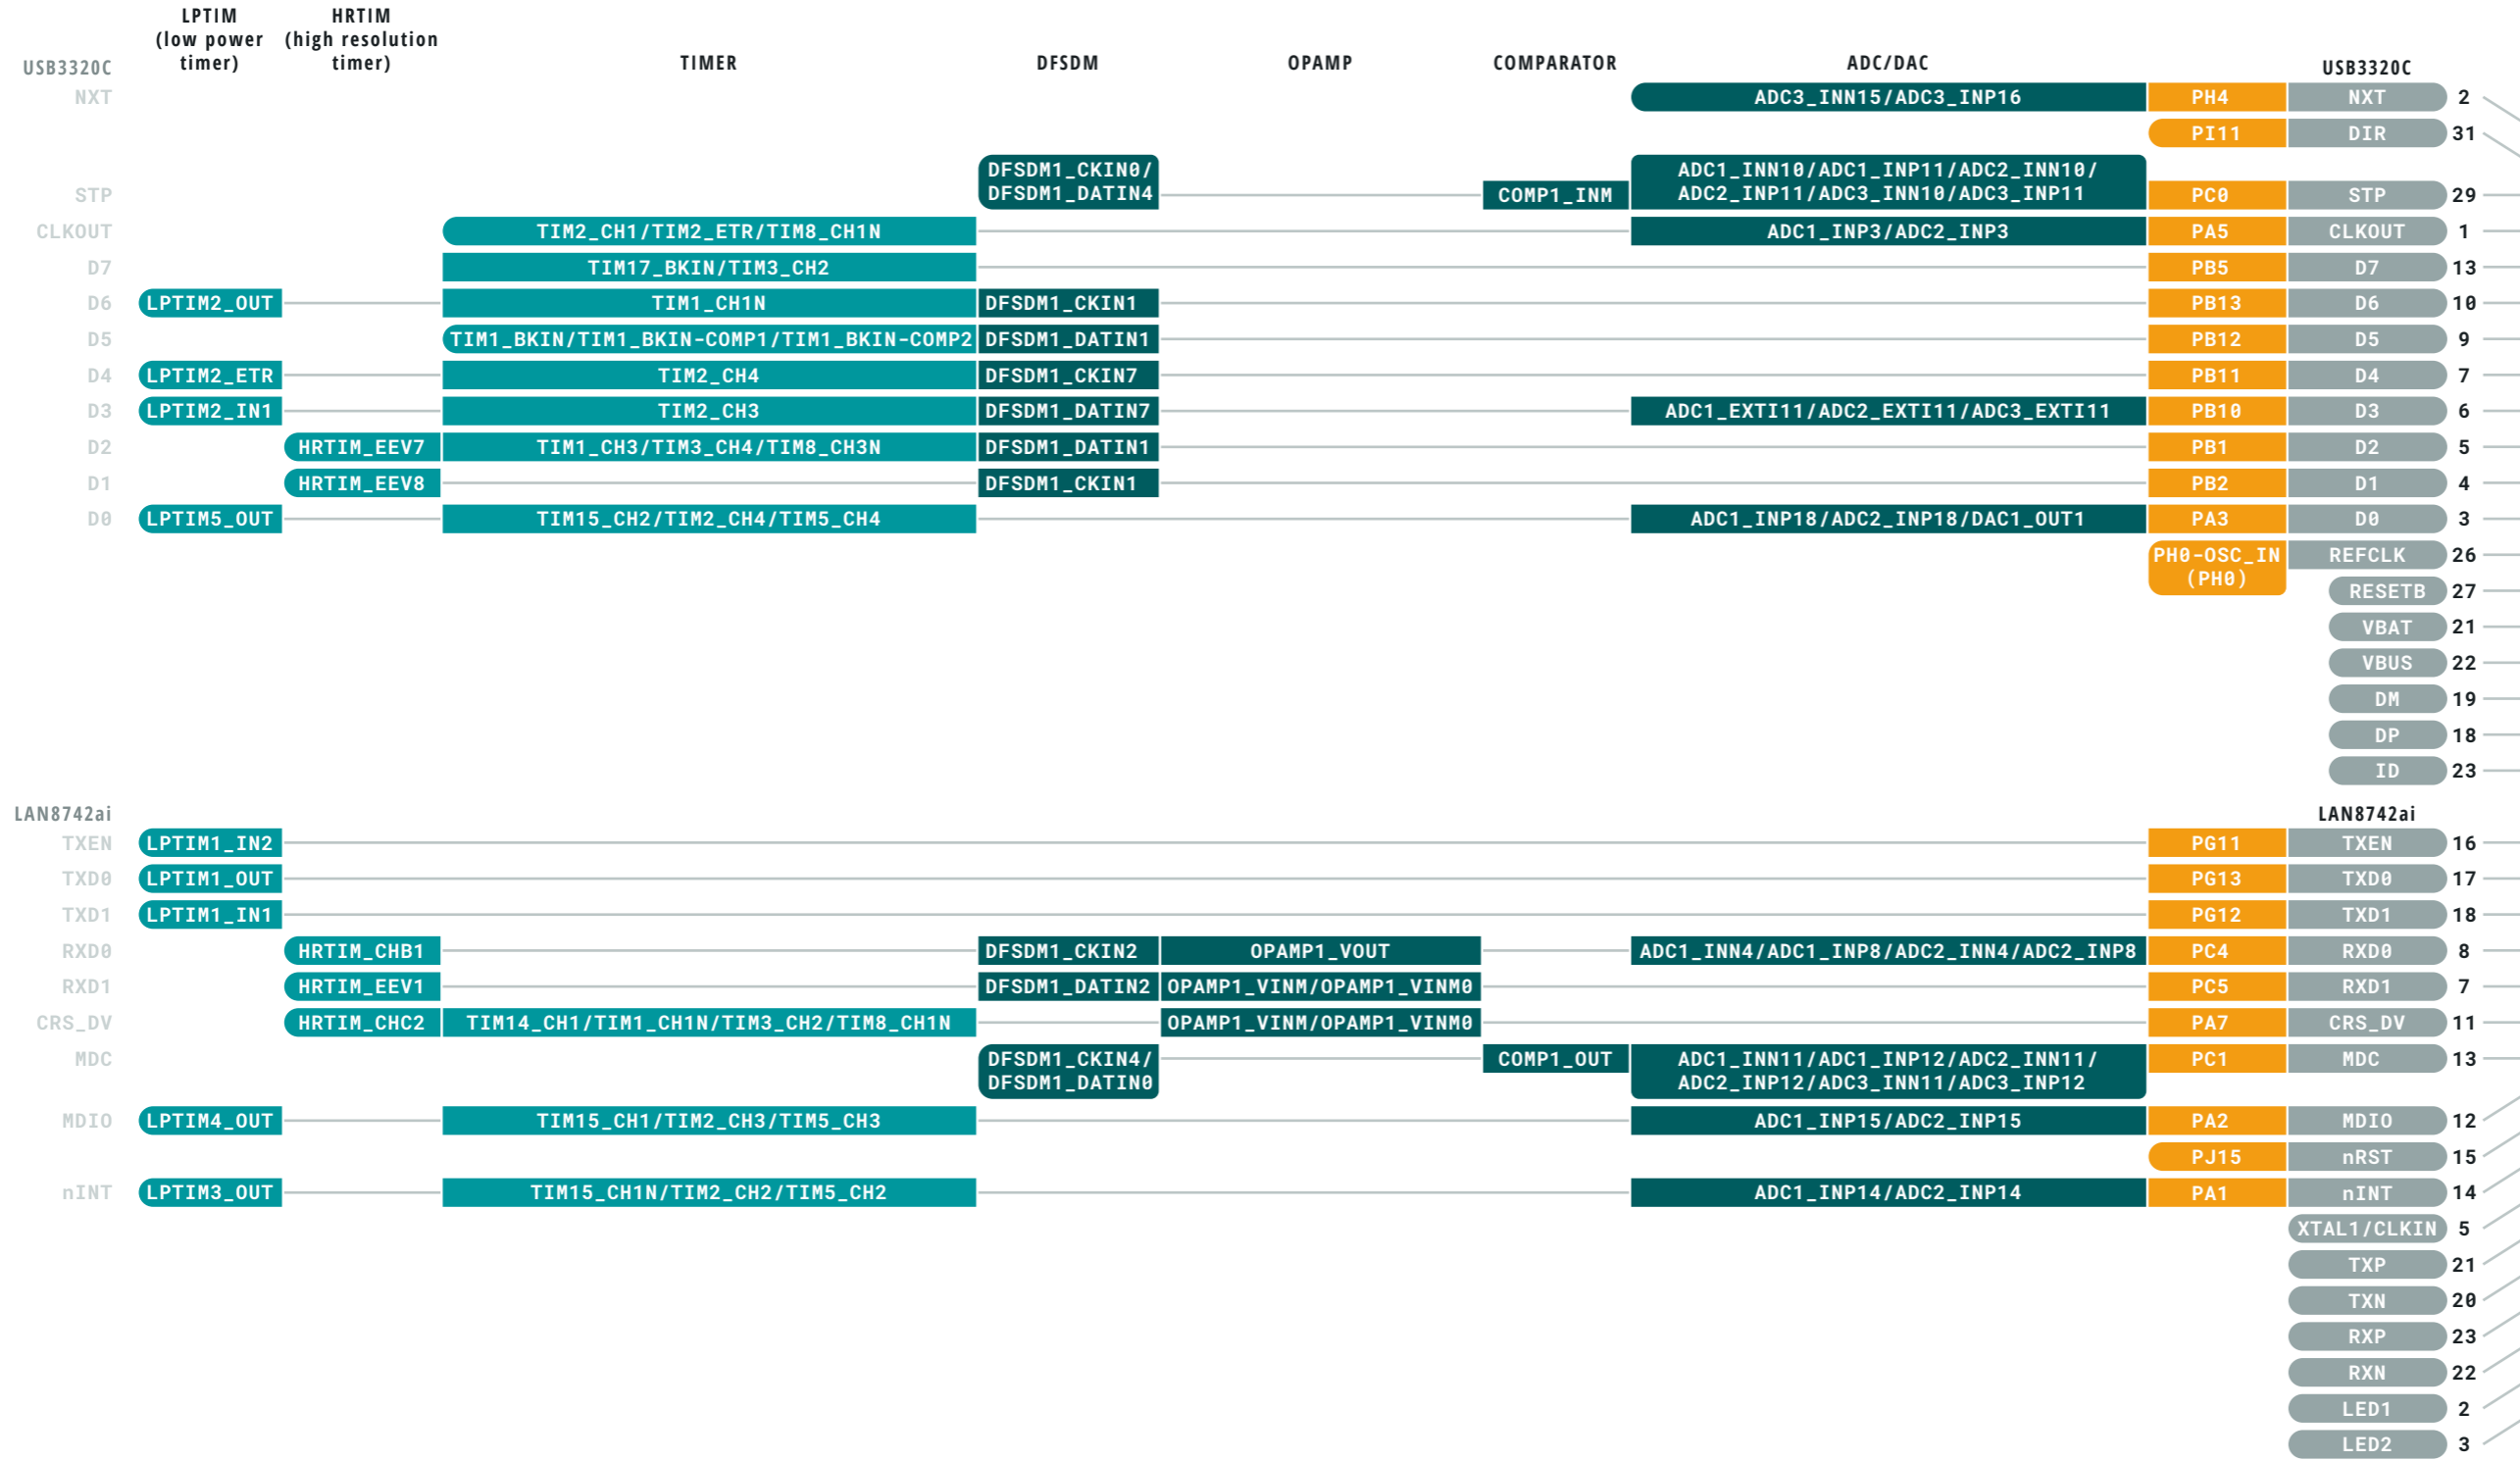 LPTIM
(low power
timer)
HRTIM
(high resolution
timer)
TIMER
DFSDM
OPAMP
COMPARATOR
ADC/DAC
USB3320C
USB3320C
NXT ADC3_INN15/ADC3_INP16 PH4 NXT 2
PI11 DIR 31
DFSDM1_CKIN0/ ADC1_INN10/ADC1_INP11/ADC2_INN10/
STP DFSDM1_DATIN4 COMP1_INM ADC2_INP11/ADC3_INN10/ADC3_INP11 PC0 STP 29
CLKOUT TIM2_CH1/TIM2_ETR/TIM8_CH1N ADC1_INP3/ADC2_INP3 PA5 CLKOUT 1
D7 TIM17_BKIN/TIM3_CH2 PB5 D7 13
D6 LPTIM2_OUT TIM1_CH1N DFSDM1_CKIN1 PB13 D6 10
D5 TIM1_BKIN/TIM1_BKIN-COMP1/TIM1_BKIN-COMP2 DFSDM1_DATIN1 PB12 D5 9
D4 LPTIM2_ETR TIM2_CH4 DFSDM1_CKIN7 PB11 D4 7
D3 LPTIM2_IN1 TIM2_CH3 DFSDM1_DATIN7 ADC1_EXTI11/ADC2_EXTI11/ADC3_EXTI11 PB10 D3 6
D2 HRTIM_EEV7 TIM1_CH3/TIM3_CH4/TIM8_CH3N DFSDM1_DATIN1 PB1 D2 5
D1 HRTIM_EEV8 DFSDM1_CKIN1 PB2 D1 4
D0 LPTIM5_OUT TIM15_CH2/TIM2_CH4/TIM5_CH4 ADC1_INP18/ADC2_INP18/DAC1_OUT1 PA3 D0 3
PH0-OSC_IN REFCLK 26
(PH0)
RESETB 27
VBAT 21
VBUS 22
DM 19
DP 18
ID 23
LAN8742ai LAN8742ai
TXEN LPTIM1_IN2 PG11 TXEN 16
TXD0 LPTIM1_OUT PG13 TXD0 17
TXD1 LPTIM1_IN1 PG12 TXD1 18
RXD0 HRTIM_CHB1 DFSDM1_CKIN2 OPAMP1_VOUT ADC1_INN4/ADC1_INP8/ADC2_INN4/ADC2_INP8 PC4 RXD0 8
RXD1 HRTIM_EEV1 DFSDM1_DATIN2 OPAMP1_VINM/OPAMP1_VINM0 PC5 RXD1 7
CRS_DV HRTIM_CHC2 TIM14_CH1/TIM1_CH1N/TIM3_CH2/TIM8_CH1N OPAMP1_VINM/OPAMP1_VINM0 PA7 CRS_DV 11
MDC DFSDM1_CKIN4/ COMP1_OUT ADC1_INN11/ADC1_INP12/ADC2_INN11/ PC1 MDC 13
DFSDM1_DATIN0 ADC2_INP12/ADC3_INN11/ADC3_INP12
MDIO LPTIM4_OUT TIM15_CH1/TIM2_CH3/TIM5_CH3 ADC1_INP15/ADC2_INP15 PA2 MDIO 12
PJ15 nRST 15
nINT LPTIM3_OUT TIM15_CH1N/TIM2_CH2/TIM5_CH2 ADC1_INP14/ADC2_INP14 PA1 nINT 14
XTAL1/CLKIN 5
TXP 21
TXN 20
RXP 23
RXN 22
LED1 2
LED2 3